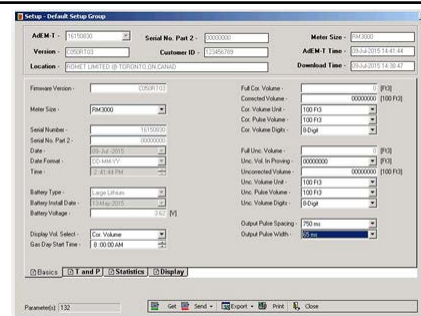 Setup - Default Setup Group
AdEM-T - 16150830 Serial No. Part 2 - 00000000 Meter Size - RM3000
Version - C050RT03 Customer ID - 123456789 AdEM-T Time - 09-Jul-2015 14:41:44
Location - ROMET LIMITED @ TORONTO,ON,CANAD Download Time - 09-Jul-2015 14:38:47
Firmware Version - C050RT03
Meter Size - RM3000
Serial Number - 16150830
Serial No. Part 2 - 00000000
Date - 09-Jul-2015
Date Format - DD-MM-YY
Time - 2:41:44 PM
Battery Type - Large Lithium
Battery Install Date - 13-May-2015
Battery Voltage - 3.62 [V]
Display Vol. Select - Cor. Volume
Gas Day Start Time - 8:00:00 AM
Full Cor. Volume - 0 [Ft3]
Corrected Volume - 00000000 [100 Ft3]
Cor. Volume Unit - 100 Ft3
Cor. Pulse Volume - 100 Ft3
Cor. Volume Digits - 8-Digit
Full Unc. Volume - 0 [Ft3]
Unc. Vol. In Proving - 00000000 [Ft3]
Uncorrected Volume - 00000000 [100 Ft3]
Unc. Volume Unit - 100 Ft3
Unc. Pulse Volume - 100 Ft3
Unc. Volume Digits - 8-Digit
Output Pulse Spacing - 750 ms
Output Pulse Width - 65 ms
Basics T and P Statistics Display
Parameter(s) 132 Get Send Export Print Close